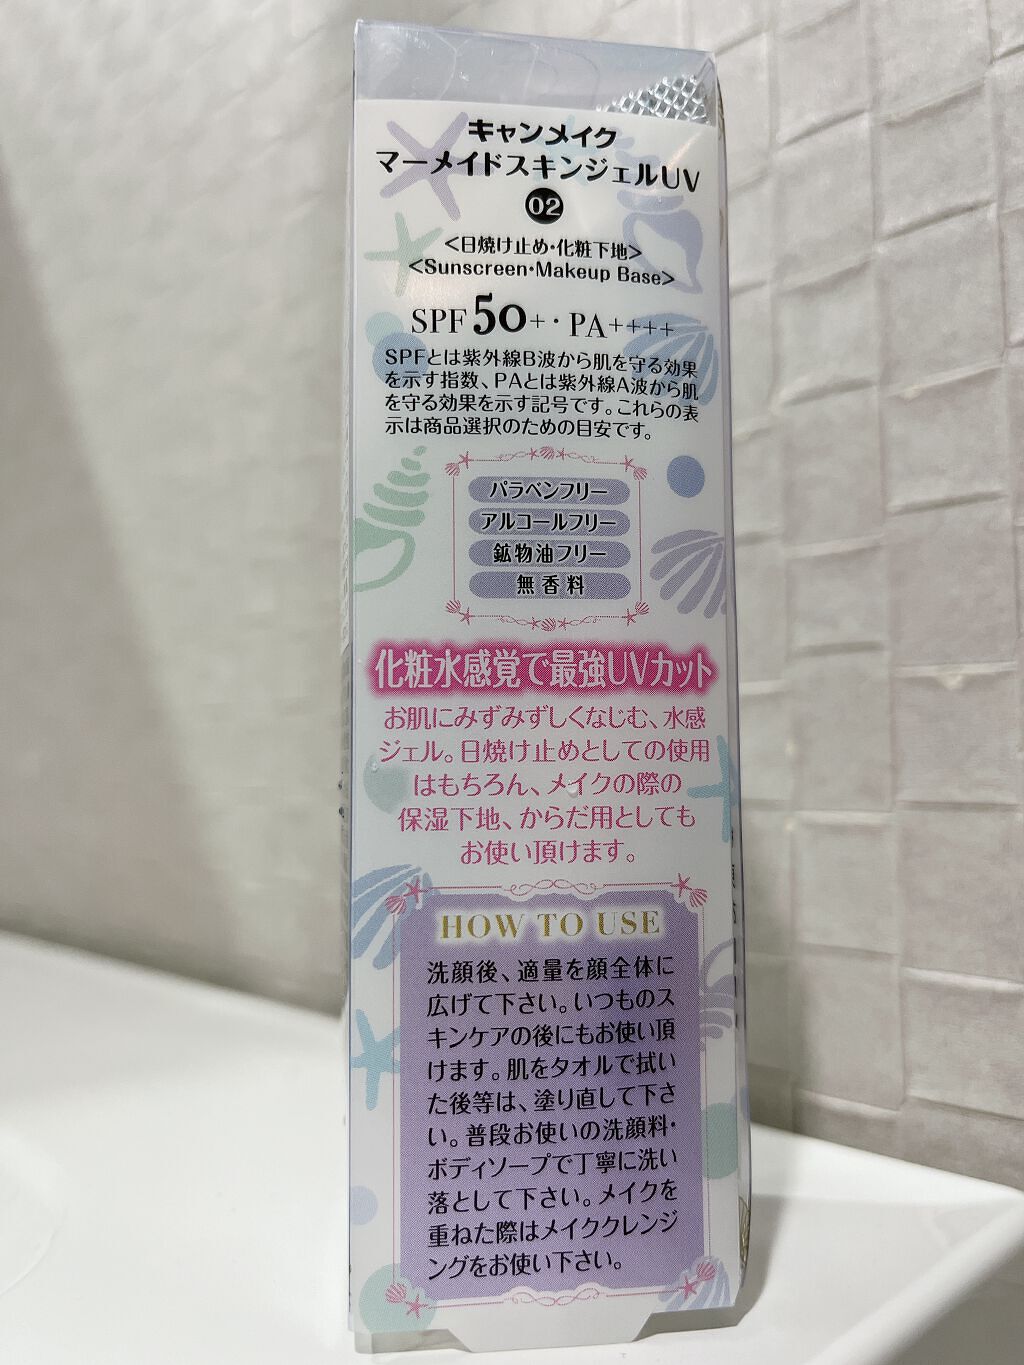 キャンメイク
マーメイドスキンジェルUV
02
<日焼け止め・化粧下地>
<Sunscreen・Makeup Base>
SPF50+・PA++++
SPFとは紫外線B波から肌を守る効果
を示す指数、PAとは紫外線A波から肌
を守る効果を示す記号です。これらの表
示は商品選択のための目安です。
パラベンフリー
アルコールフリー
鉱物油フリー
無香料
化粧水感覚で最強UVカット
お肌にみずみずしくなじむ、水感
ジェル。日焼け止めとしての使用
はもちろん、メイクの際の
保湿下地、からだ用としても
お使い頂けます。
HOW TO USE
洗顔後、適量を顔全体に
広げて下さい。いつものス
キンケアの後にもお使い頂
けます。肌をタオルで拭い
た後等は、塗り直して下さ
い。普段お使いの洗顔料・
ボディソープで丁寧に洗い
落として下さい。メイクを
重ねた際はメイククレンジ
ングをお使い下さい。